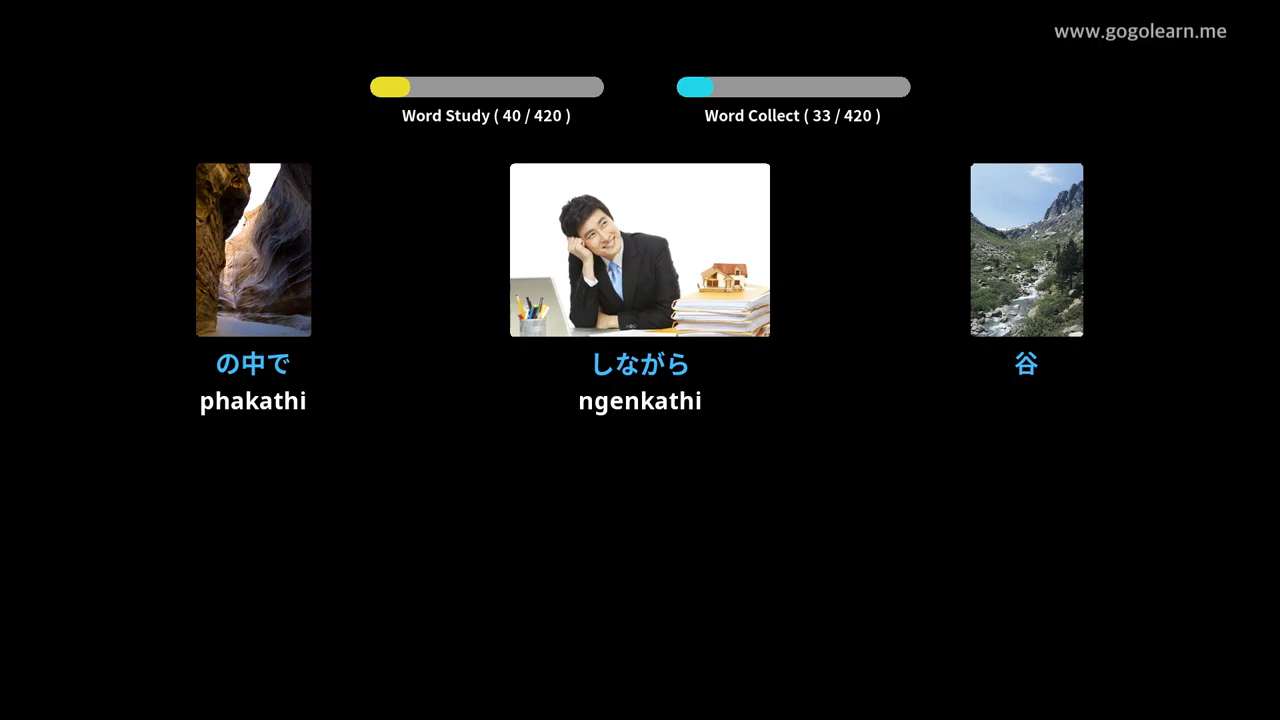 www.gogolearn.me
Word Study ( 40 / 420 )
Word Collect ( 33 / 420 )
の中で
しながら
谷
phakathi
ngenkathi